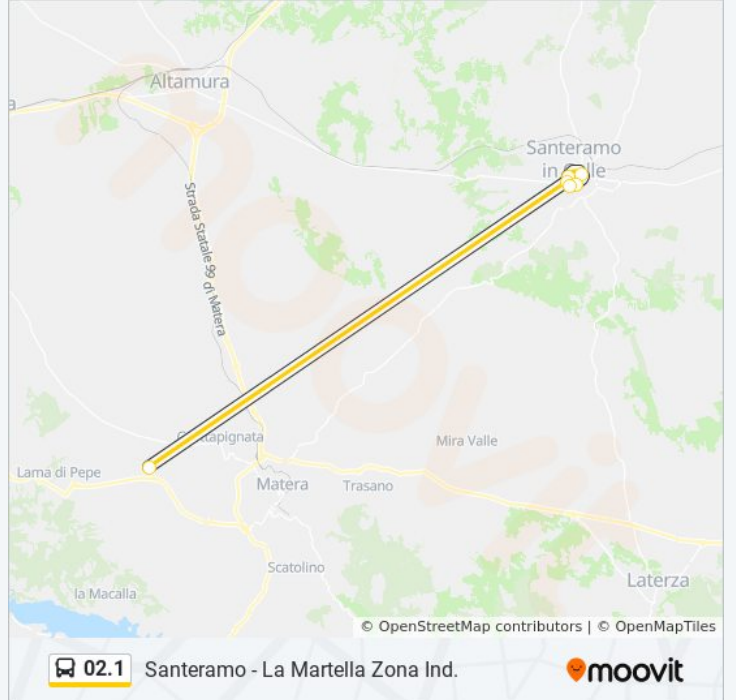 Altamura
a
Santeramo
in Colle
Strada Statale 99 di Matera
Mira Valle
Lama di Pepe
Matera
Trasano
Scatolino
Laterza
la Macalla
© OpenStreetMap contributors | © OpenMapTiles
02.1 Santeramo - La Martella Zona Ind.
moovit